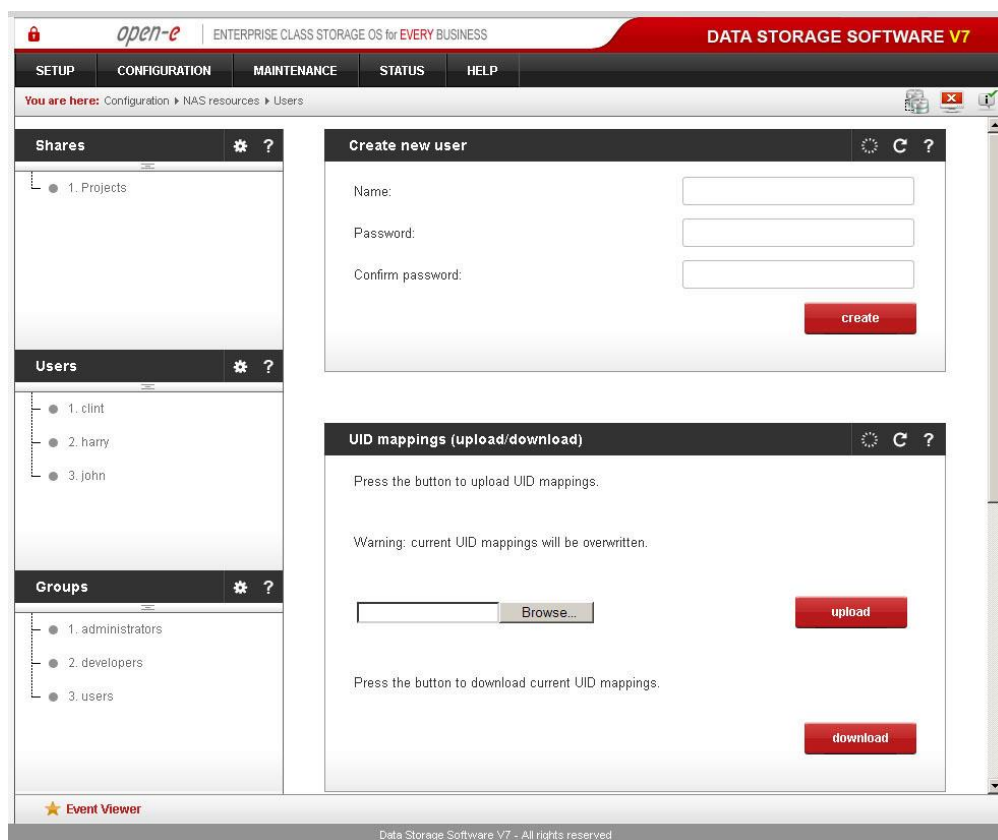 open-e ENTERPRISE CLASS STORAGE OS for EVERY BUSINESS
DATA STORAGE SOFTWARE V7
SETUP CONFIGURATION MAINTENANCE STATUS HELP
You are here: Configuration NAS resources Users
Shares ?
1. Projects
Users ?
1. clint
2. harry
3. john
Groups ?
1. administrators
2. developers
3. users
Create new user ?
Name:
Password:
Confirm password:
create
UID mappings (upload/download) ?
Press the button to upload UID mappings.
Warning: current UID mappings will be overwritten.
Browse...
upload
Press the button to download current UID mappings.
download
Event Viewer
Data Storage Software V7 - All rights reserved